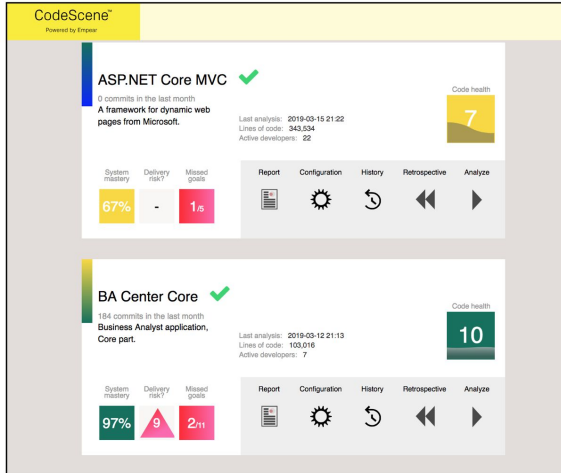 CodeScene™
Powered by Empear
ASP.NET Core MVC
0 commits in the last month
A framework for dynamic web
pages from Microsoft.
Last analysis: 2019-03-15 21:22
Lines of code: 343,534
Active developers: 22
Code health
7
System mastery
Delivery risk?
Missed goals
67%
-
1/5
Report
Configuration
History
Retrospective
Analyze
BA Center Core
184 commits in the last month
Business Analyst application,
Core part.
Last analysis: 2019-03-12 21:13
Lines of code: 103,016
Active developers: 7
Code health
10
System mastery
Delivery risk?
Missed goals
97%
9
2/11
Report
Configuration
History
Retrospective
Analyze